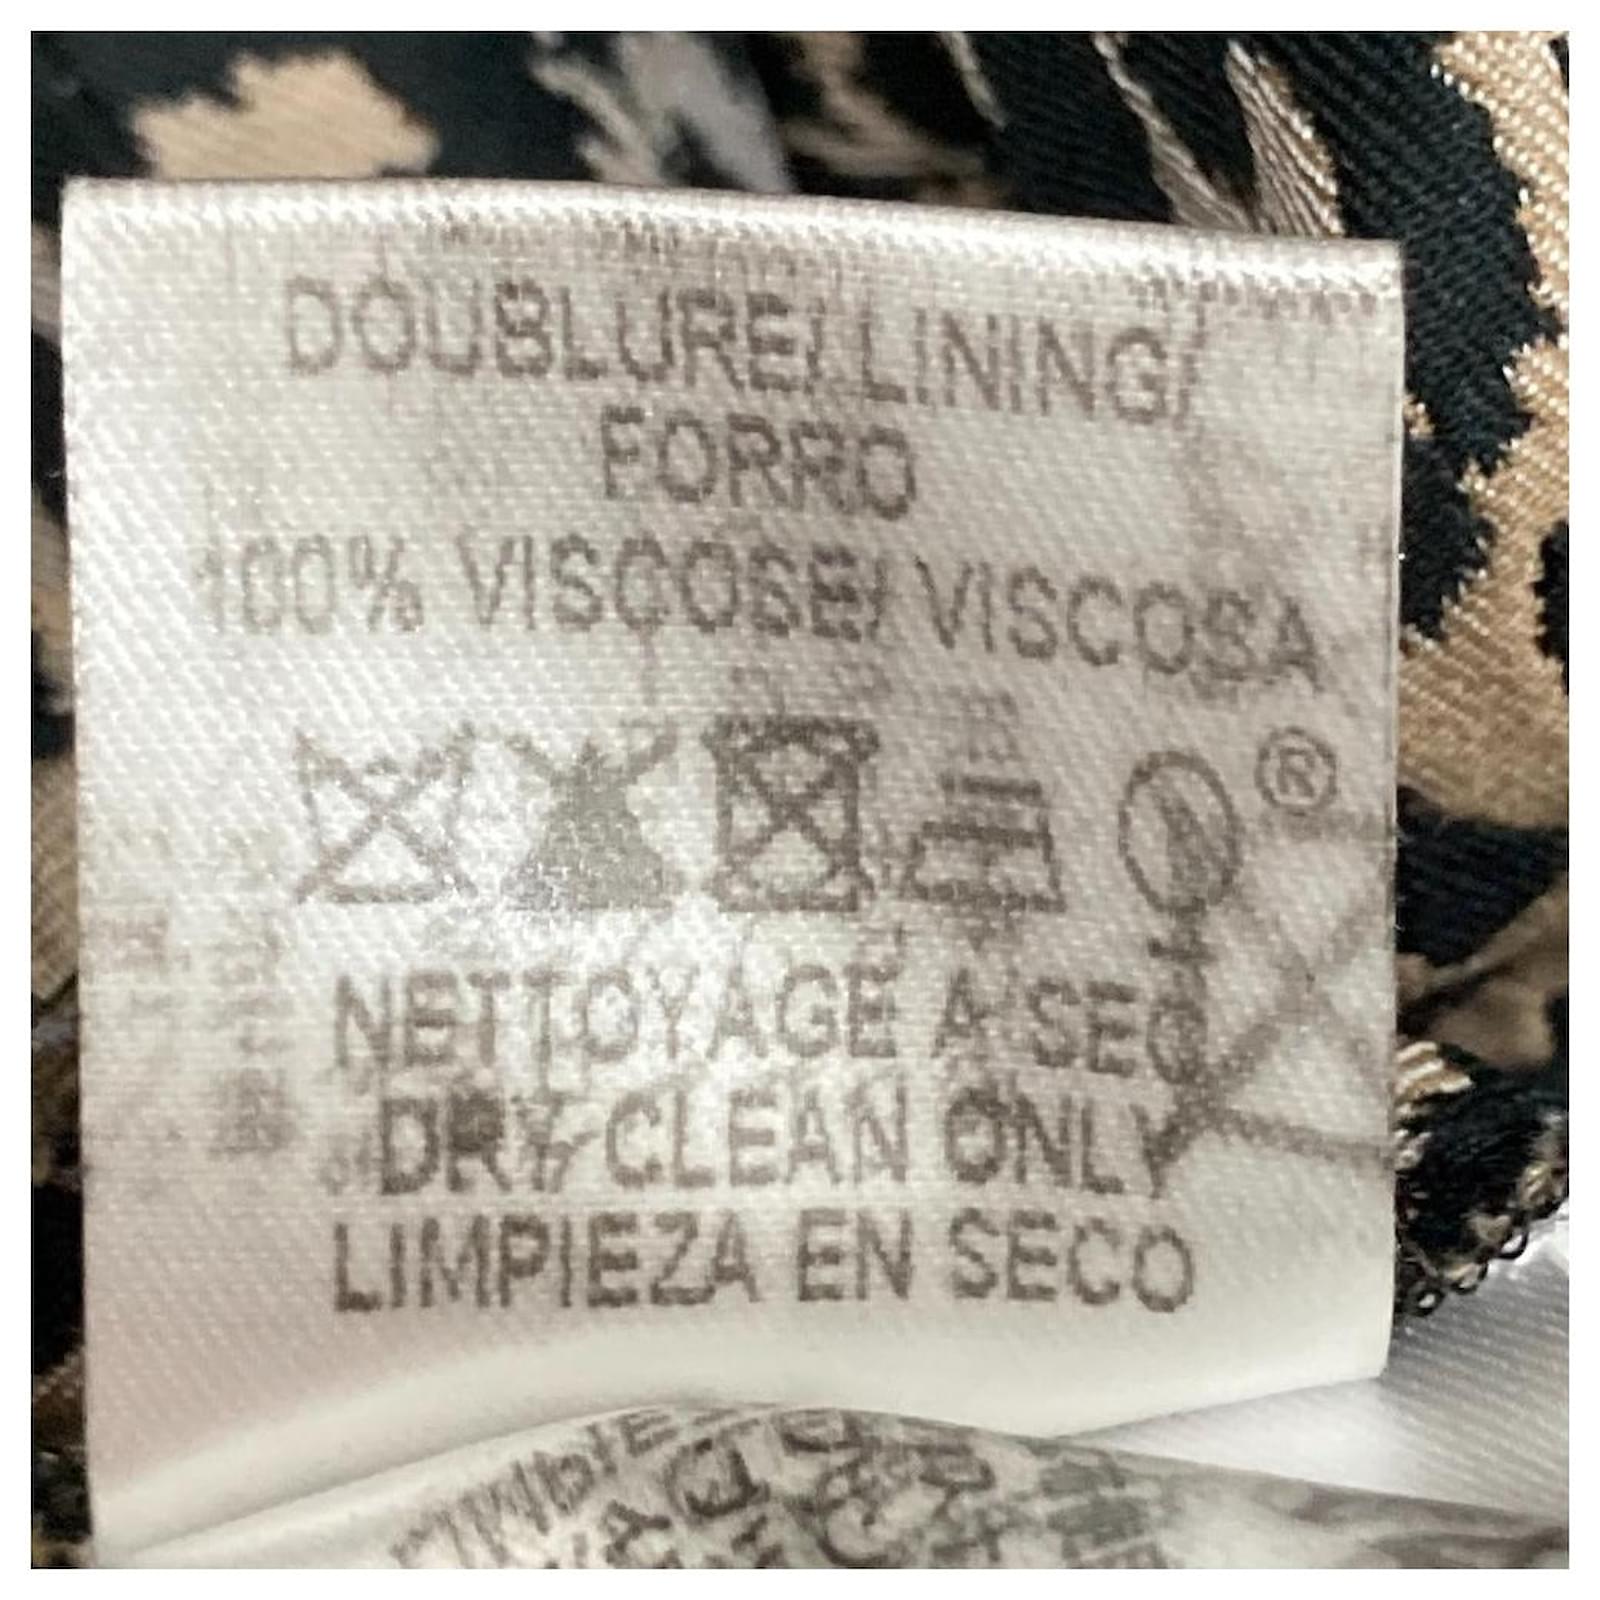 DOUBLURE/ LINING/
FORRO
100% VISCOSE/ VISCOSA
®
NETTOYAGE A SEC
DRY CLEAN ONLY
LIMPIEZA EN SECO